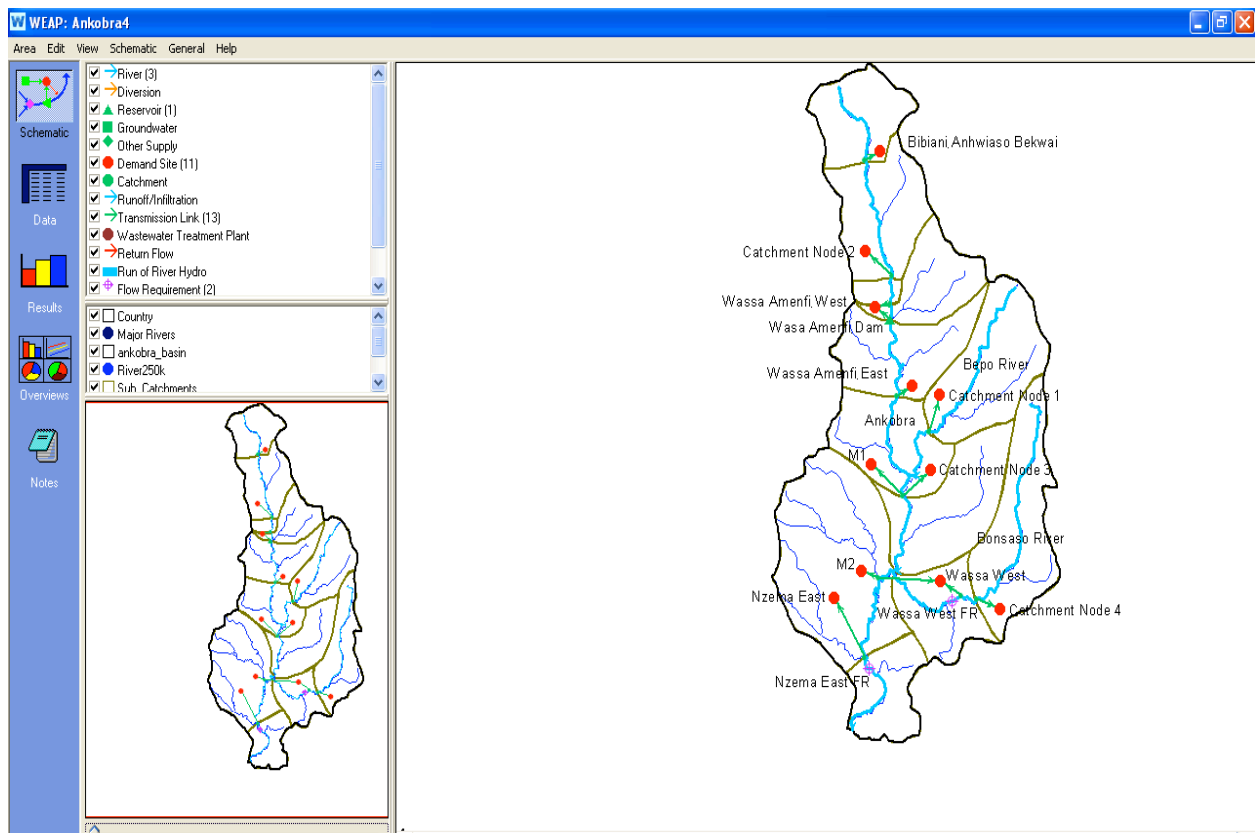 WEAP: Ankobra4
Area Edit View Schematic General Help
Schematic
Data
Results
Overviews
Notes
River (3)
Diversion
Reservoir (1)
Groundwater
Other Supply
Demand Site (11)
Catchment
Runoff/Infiltration
Transmission Link (13)
Wastewater Treatment Plant
Return Flow
Run of River Hydro
Flow Requirement (2)
Country
Major Rivers
ankobra_basin
River250k
Sub_Catchments
Bibiani, Anhwiaso Bekwai
Catchment Node 2
Wassa Amenfi, West
Wasa Amenfi, Dam
Wassa Amenfi, East
Bepo River
Catchment Node 1
Ankobra
M1
Catchment Node 3
Bonsaso River
M2
Wassa West
Nzema East
Wassa West FR
Catchment Node 4
Nzema East FR